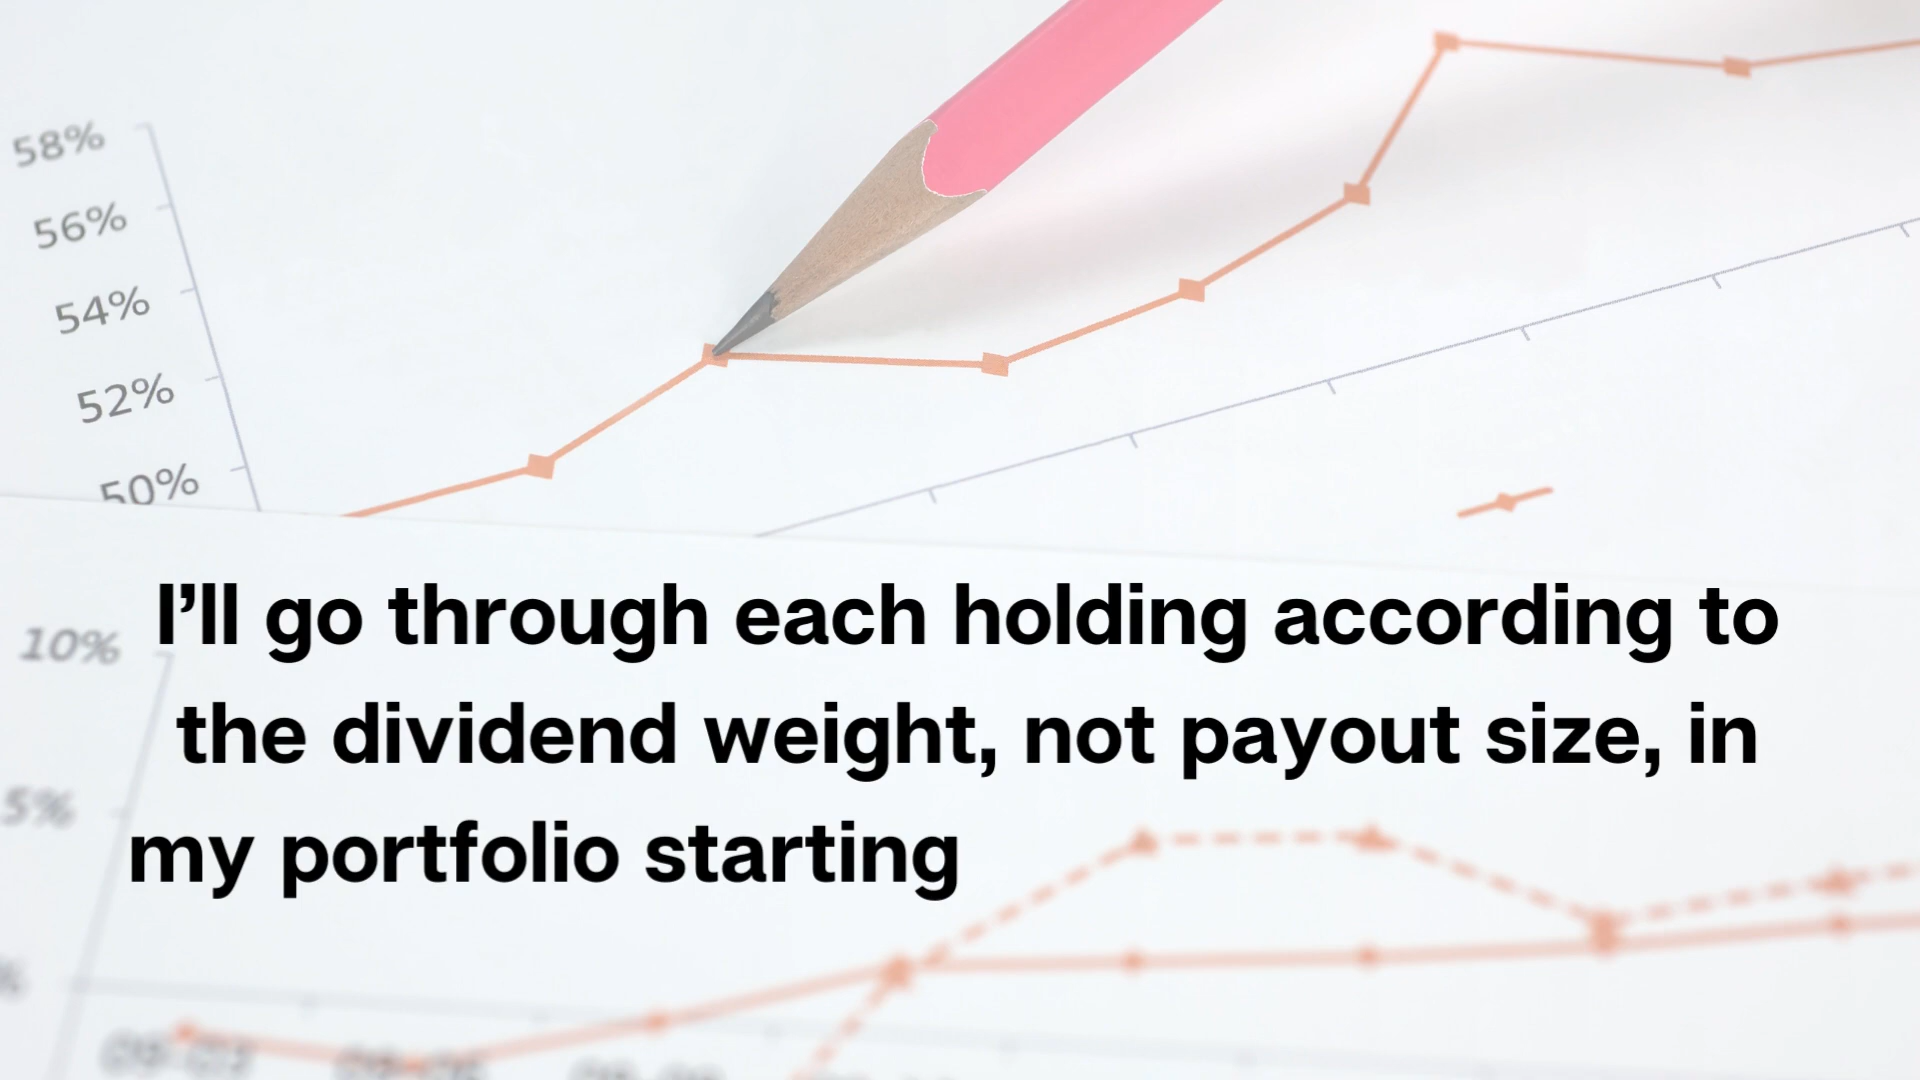 58%
56%
54%
52%
50%
I’ll go through each holding according to
the dividend weight, not payout size, in
my portfolio starting
10%
5%